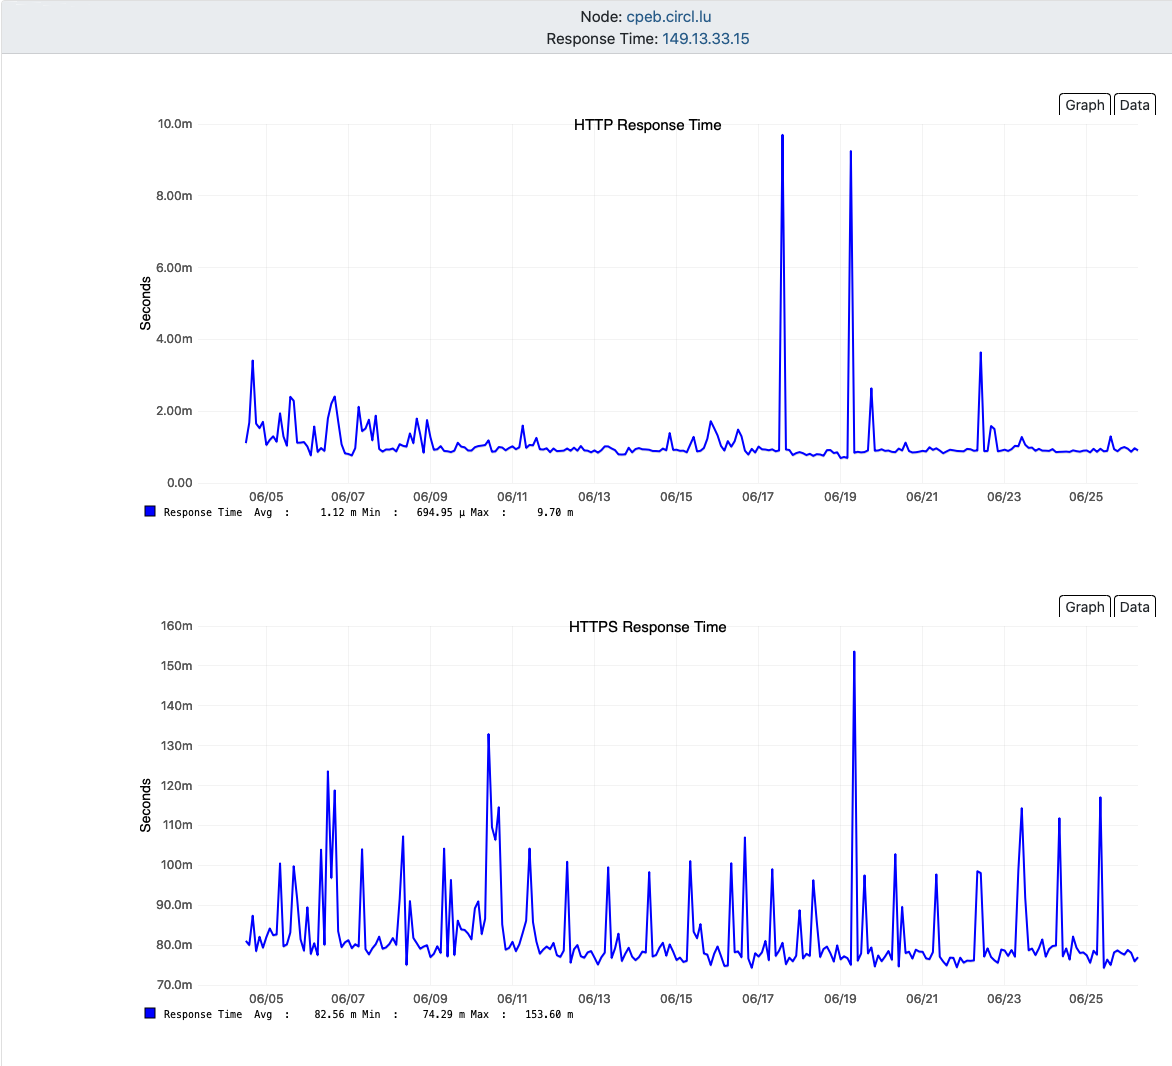 Node: cpeb.circl.lu
Response Time: 149.13.33.15
Graph Data
HTTP Response Time
10.0m
8.00m
6.00m
4.00m
2.00m
0.00
Seconds
06/05 06/07 06/09 06/11 06/13 06/15 06/17 06/19 06/21 06/23 06/25
Response Time Avg : 1.12 m Min : 694.95 µ Max : 9.70 m
Graph Data
HTTPS Response Time
160m
150m
140m
130m
120m
110m
100m
90.0m
80.0m
70.0m
Seconds
06/05 06/07 06/09 06/11 06/13 06/15 06/17 06/19 06/21 06/23 06/25
Response Time Avg : 82.56 m Min : 74.29 m Max : 153.60 m